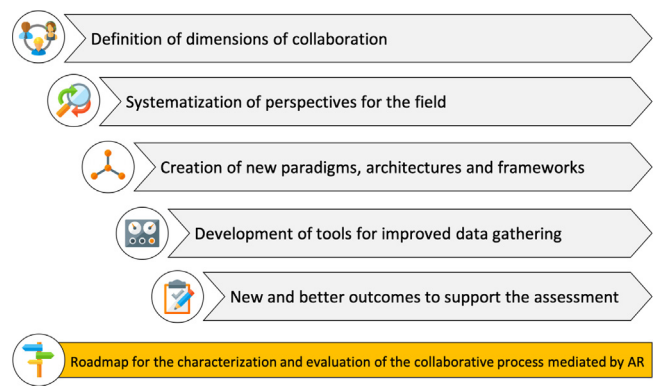 Definition of dimensions of collaboration
Systematization of perspectives for the field
Creation of new paradigms, architectures and frameworks
Development of tools for improved data gathering
New and better outcomes to support the assessment
Roadmap for the characterization and evaluation of the collaborative process mediated by AR